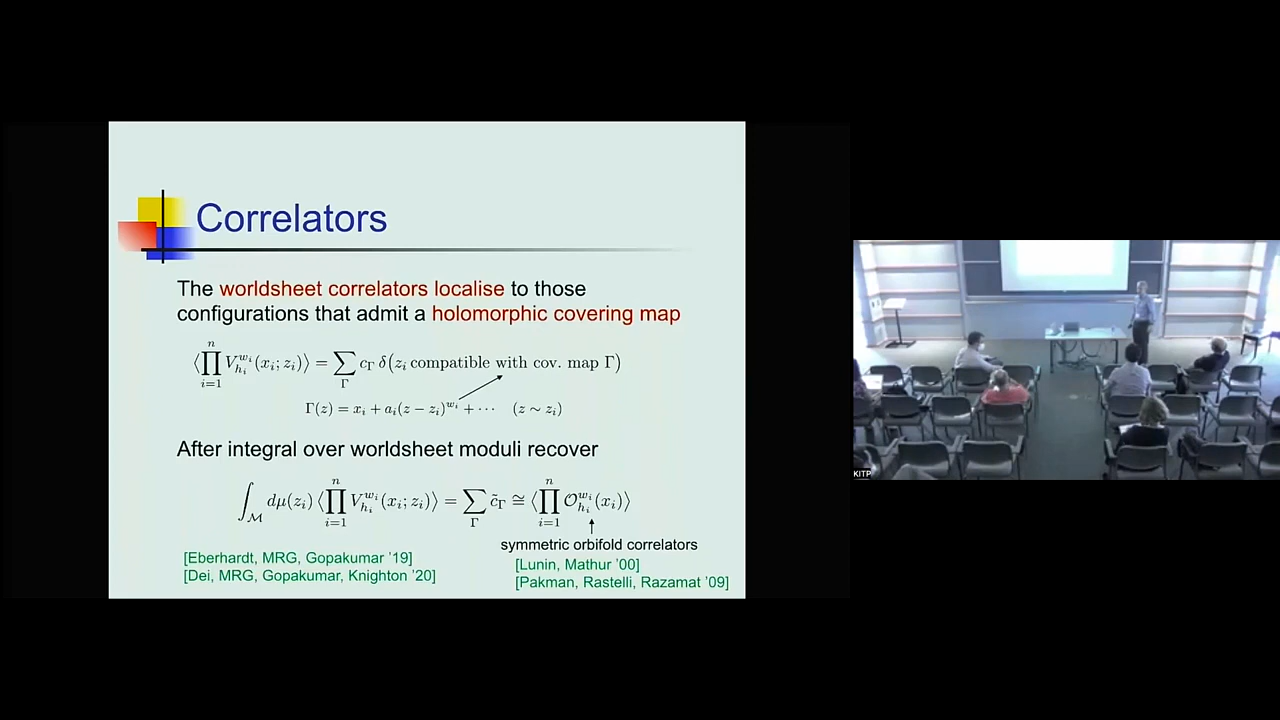 Correlators
The worldsheet correlators localise to those
configurations that admit a holomorphic covering map
⟨∏_{i=1}^{n} V_{h_i}^{w_i}(x_i; z_i)⟩ = ∑_Γ c_Γ δ(z_i compatible with cov. map Γ)
Γ(z) = x_i + a_i(z − z_i)^{w_i} + ⋯ (z ∼ z_i)
After integral over worldsheet moduli recover
∫_ℳ dμ(z_i) ⟨∏_{i=1}^{n} V_{h_i}^{w_i}(x_i; z_i)⟩ = ∑_Γ c̃_Γ ≅ ⟨∏_{i=1}^{n} 𝒪_{h_i}^{w_i}(x_i)⟩
symmetric orbifold correlators
[Eberhardt, MRG, Gopakumar '19]
[Dei, MRG, Gopakumar, Knighton '20]
[Lunin, Mathur '00]
[Pakman, Rastelli, Razamat '09]
KITP